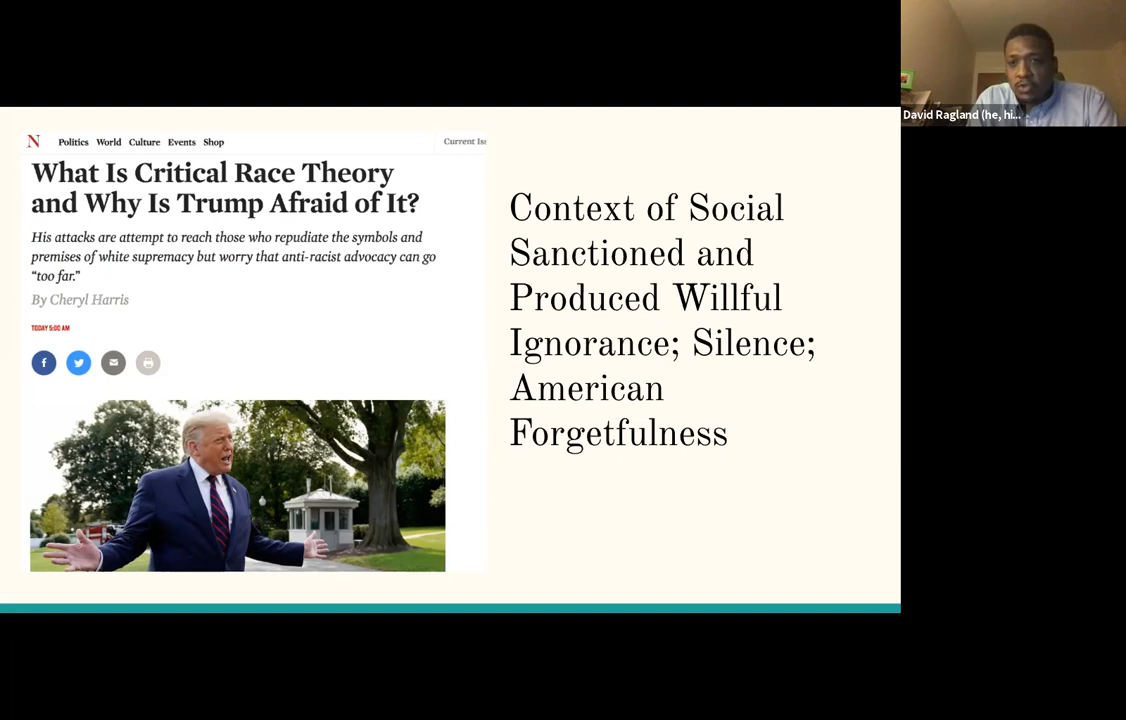 N Politics World Culture Events Shop Current Iss
What Is Critical Race Theory
and Why Is Trump Afraid of It?
His attacks are attempt to reach those who repudiate the symbols and
premises of white supremacy but worry that anti-racist advocacy can go
“too far.”
By Cheryl Harris
TODAY 5:00 AM
f
Context of Social
Sanctioned and
Produced Willful
Ignorance; Silence;
American
Forgetfulness
David Ragland (he, hi...